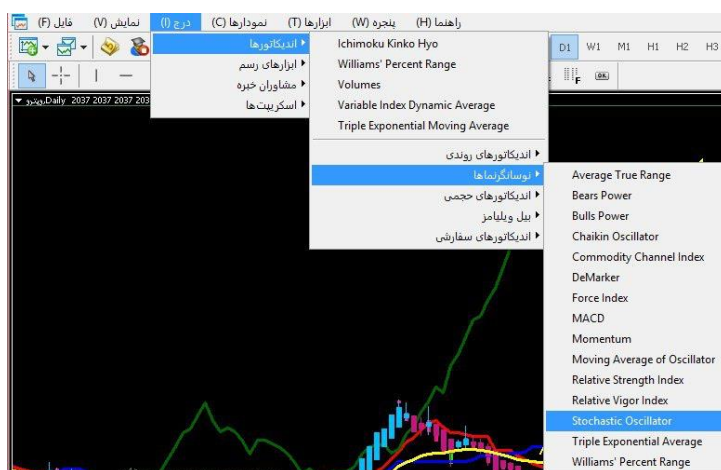 فایل (F) نمایش (V) درج (I) نمودارها (C) ابزارها (T) پنجره (W) راهنما (H)
D1 W1 M1 H1 H2 H3
اندیکاتورها
ابزارهای رسم
مشاوران خبره
اسکریپت‌ها
Ichimoku Kinko Hyo
Williams' Percent Range
Volumes
Variable Index Dynamic Average
Triple Exponential Moving Average
اندیکاتورهای روندی
نوسانگرنماها
اندیکاتورهای حجمی
بیل ویلیامز
اندیکاتورهای سفارشی
F OK
Daily 2037 2037 2037 203
Average True Range
Bears Power
Bulls Power
Chaikin Oscillator
Commodity Channel Index
DeMarker
Force Index
MACD
Momentum
Moving Average of Oscillator
Relative Strength Index
Relative Vigor Index
Stochastic Oscillator
Triple Exponential Average
Williams' Percent Range